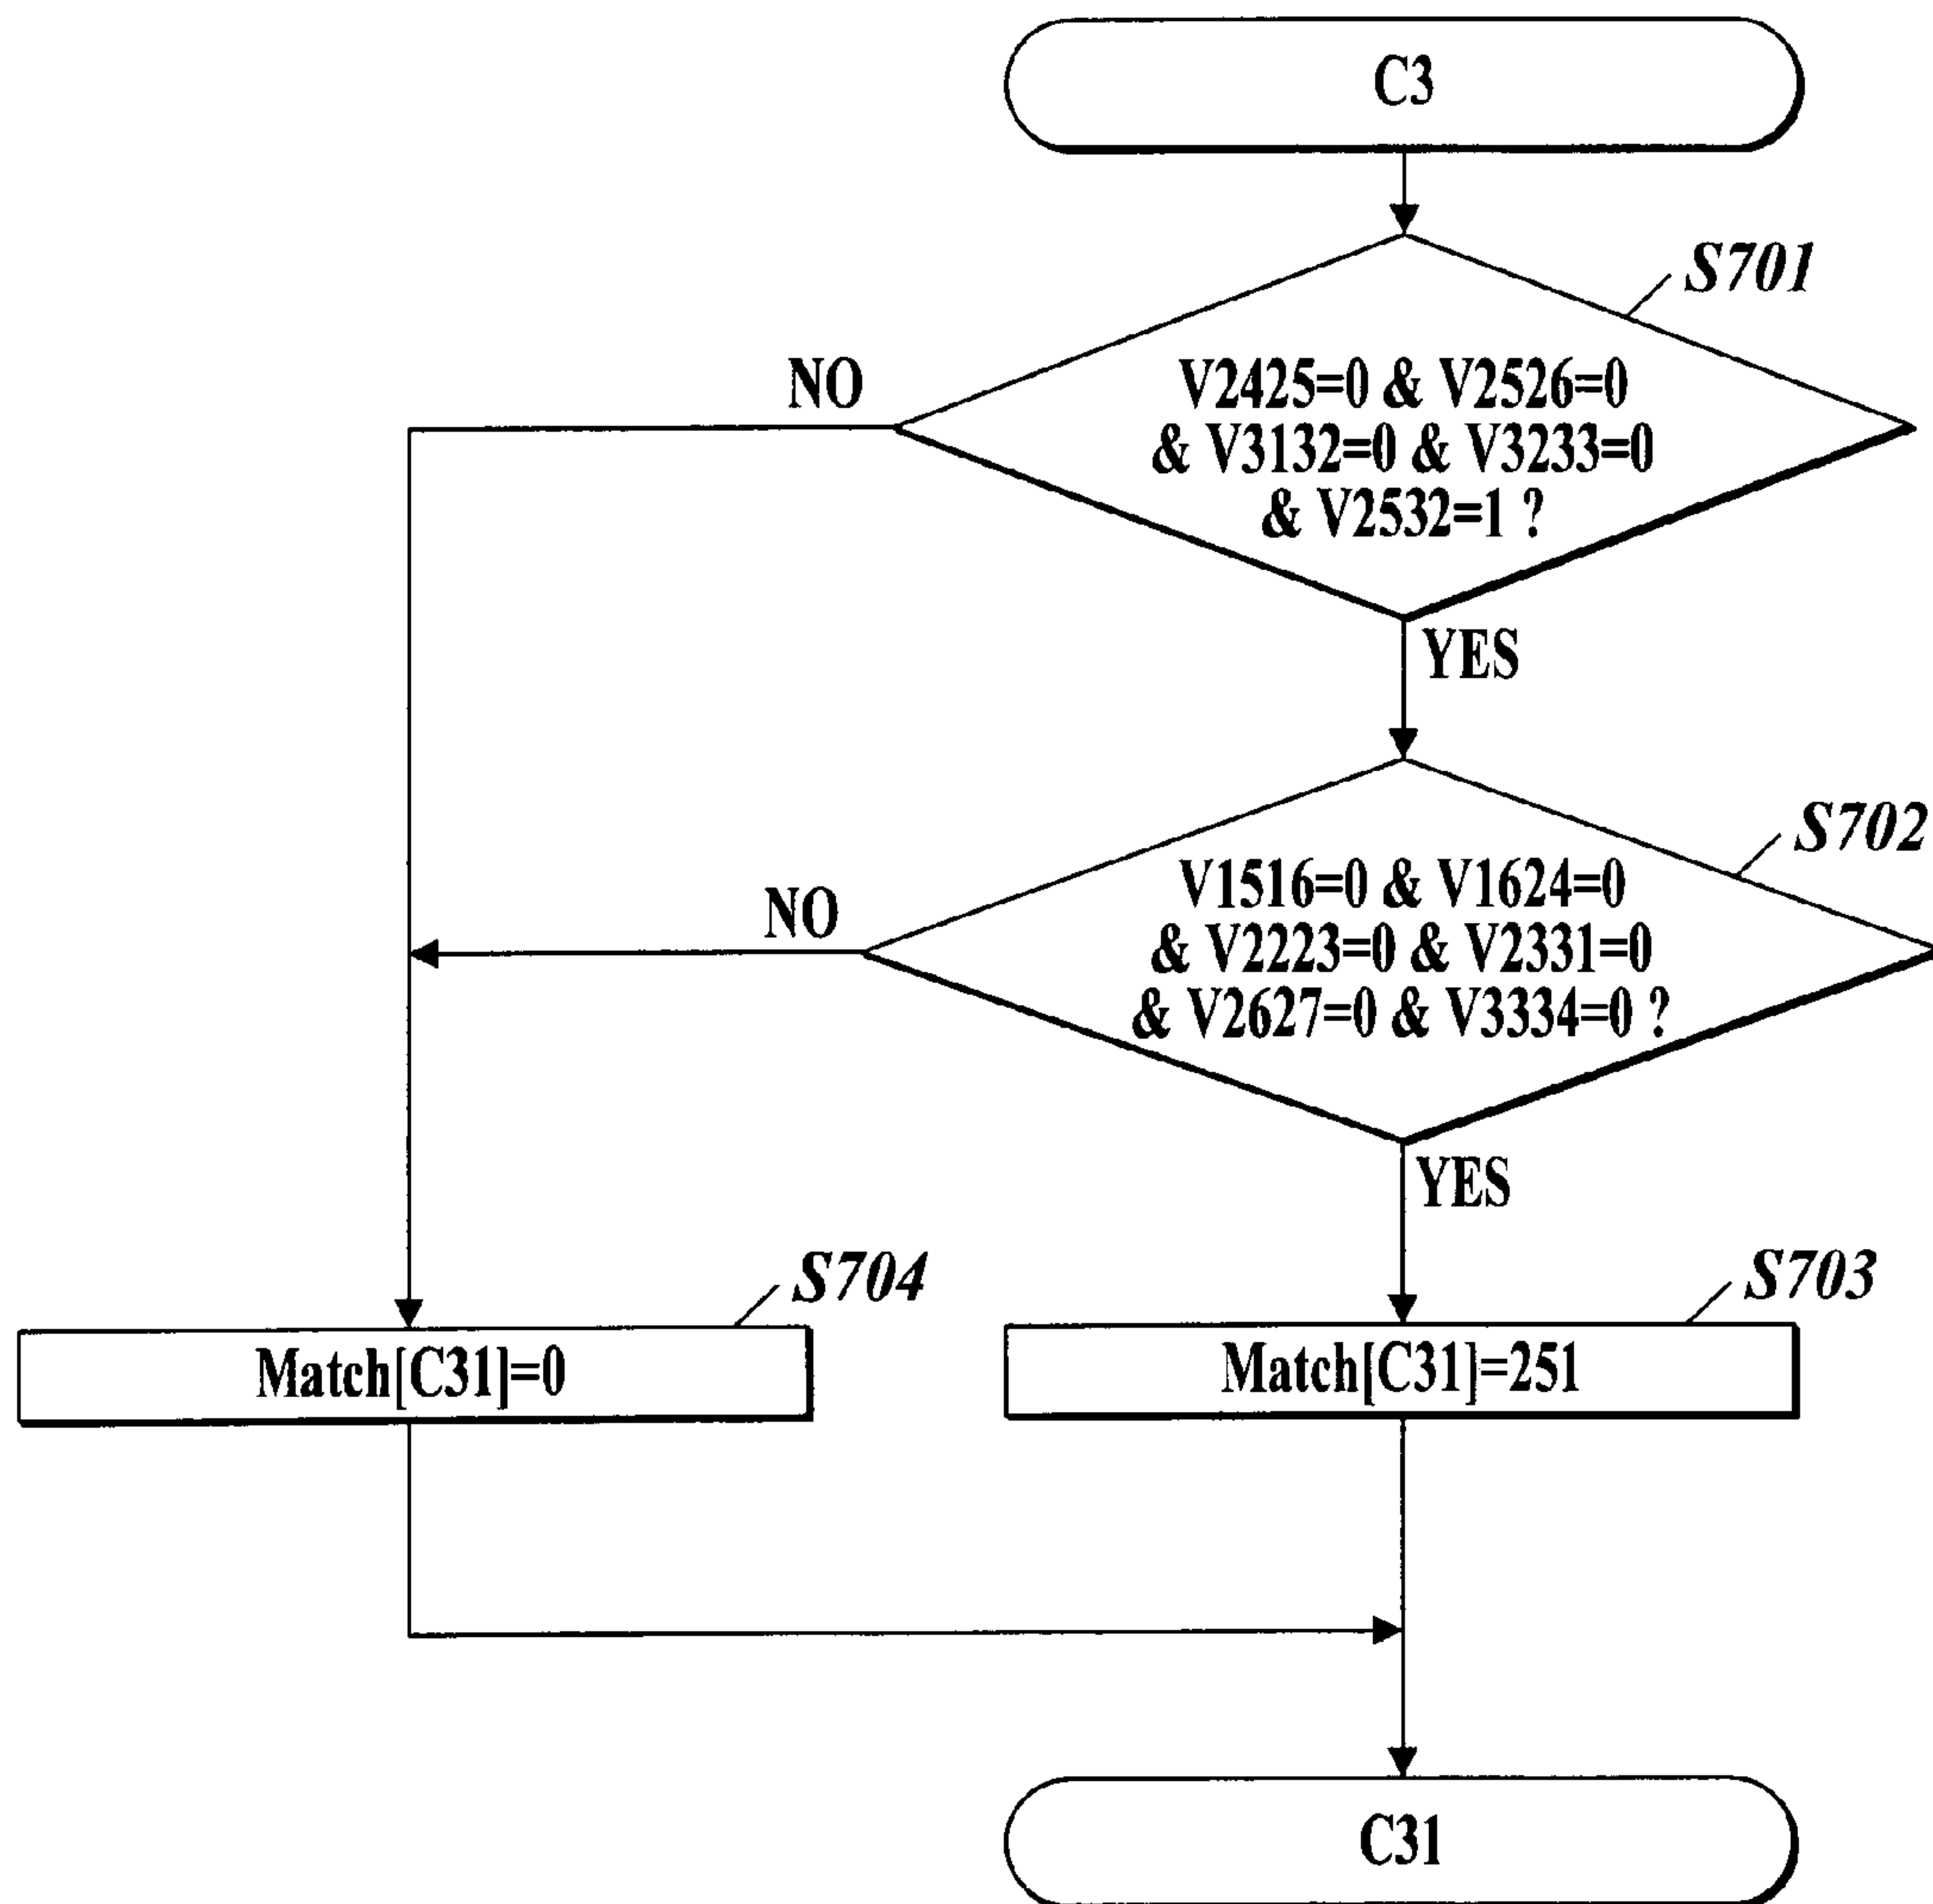 C3
S701
NO
V2425=0 & V2526=0
& V3132=0 & V3233=0
& V2532=1 ?
YES
S702
NO
V1516=0 & V1624=0
& V2223=0 & V2331=0
& V2627=0 & V3334=0 ?
YES
S704
S703
Match[C31]=0
Match[C31]=251
C31